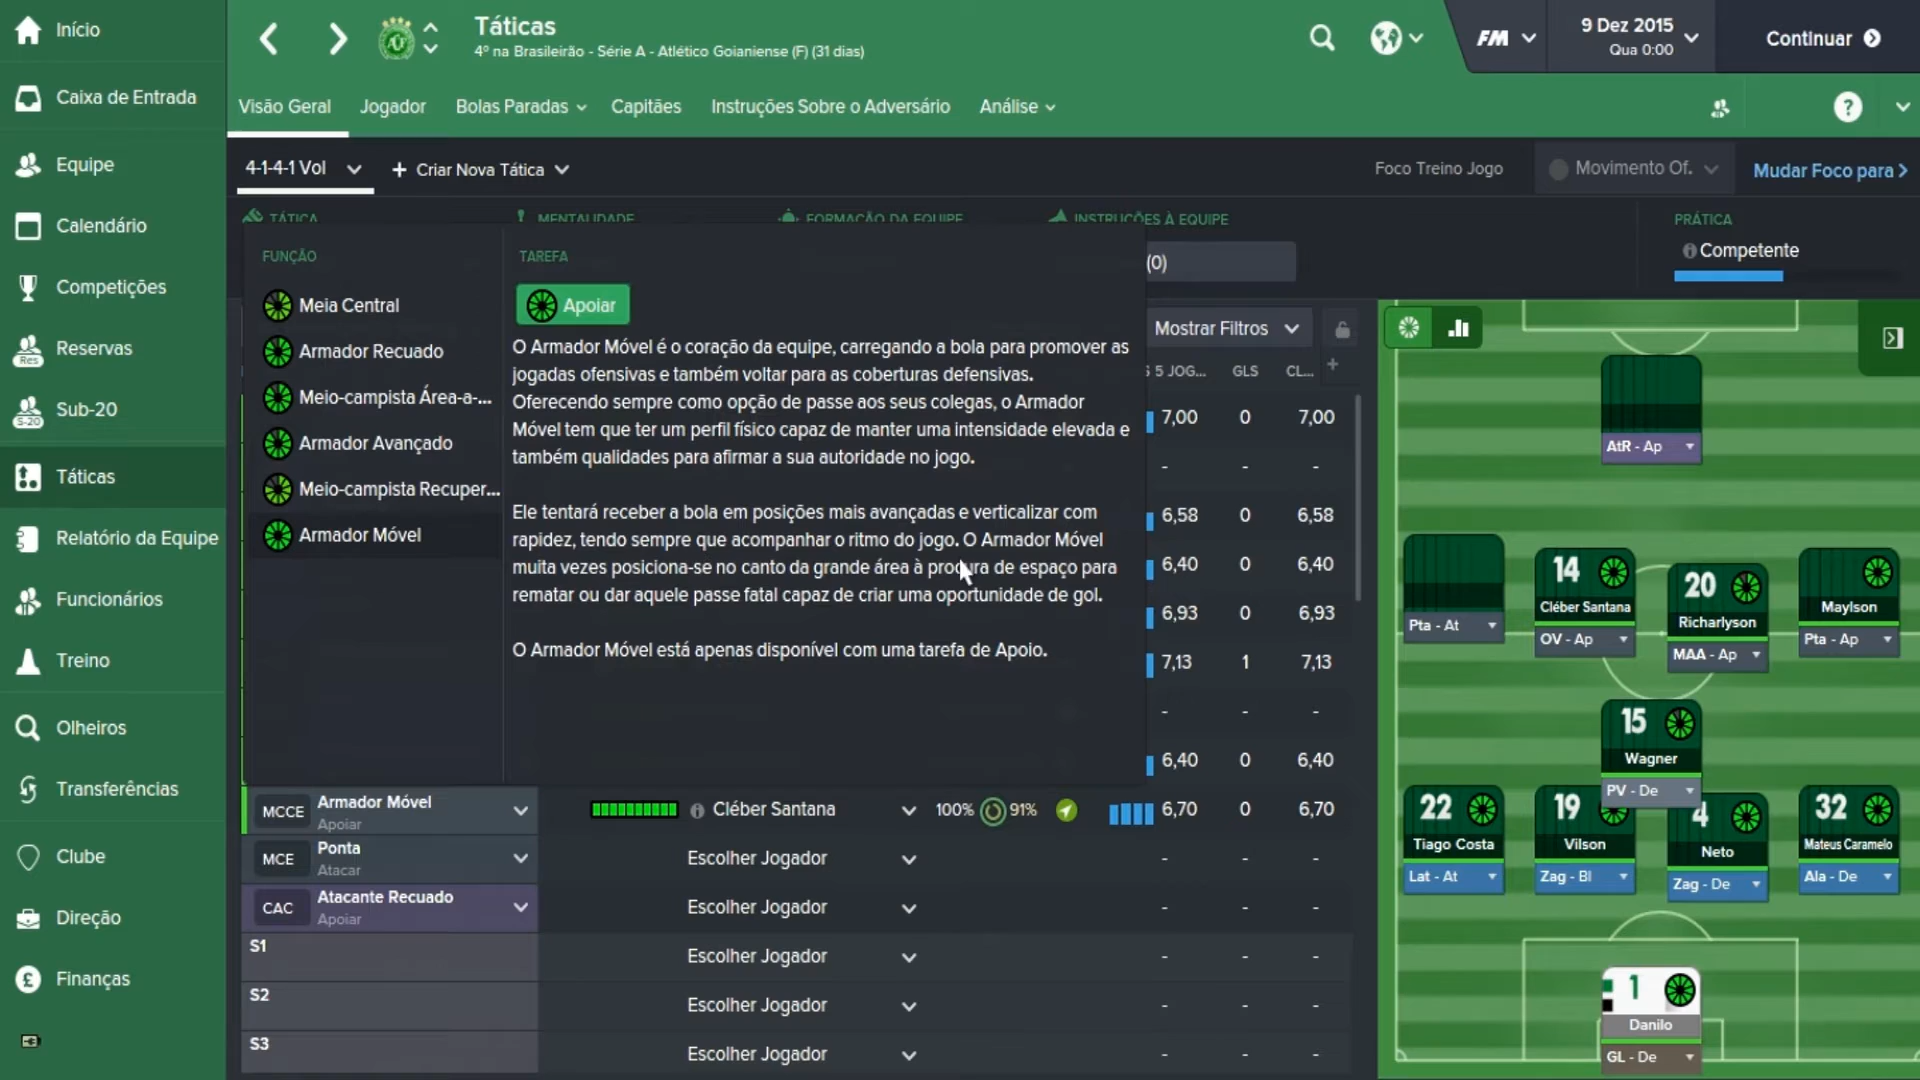 Início
Caixa de Entrada
Equipe
Calendário
Competições
Res
Reservas
S-20
Sub-20
Táticas
Relatório da Equipe
Funcionários
Treino
Olheiros
Transferências
Clube
Direção
Finanças
Táticas
4º na Brasileirão - Série A - Atlético Goianiense (F) (31 dias)
FM
9 Dez 2015
Qua 0:00
Continuar
Visão Geral
Jogador
Bolas Paradas
Capitães
Instruções Sobre o Adversário
Análise
?
4-1-4-1 Vol
+ Criar Nova Tática
Foco Treino Jogo
Movimento Of.
Mudar Foco para >
TÁTICA
MENTALIDADE
FORMAÇÃO DA EQUIPE
INSTRUÇÕES À EQUIPE
(0)
PRÁTICA
Competente
FUNÇÃO
Meia Central
Armador Recuado
Meio-campista Área-a-...
Armador Avançado
Meio-campista Recuper...
Armador Móvel
TAREFA
Apoiar
O Armador Móvel é o coração da equipe, carregando a bola para promover as
jogadas ofensivas e também voltar para as coberturas defensivas.
Oferecendo sempre como opção de passe aos seus colegas, o Armador
Móvel tem que ter um perfil físico capaz de manter uma intensidade elevada e
também qualidades para afirmar a sua autoridade no jogo.
Ele tentará receber a bola em posições mais avançadas e verticalizar com
rapidez, tendo sempre que acompanhar o ritmo do jogo. O Armador Móvel
muita vezes posiciona-se no canto da grande área à procura de espaço para
rematar ou dar aquele passe fatal capaz de criar uma oportunidade de gol.
O Armador Móvel está apenas disponível com uma tarefa de Apoio.
Mostrar Filtros
5 JOG... GLS CL... +
7,00 0 7,00
- - -
6,58 0 6,58
6,40 0 6,40
6,93 0 6,93
7,13 1 7,13
- - -
6,40 0 6,40
MCCE Armador Móvel Apoiar Cléber Santana 100% 91% 6,70 0 6,70
MCE Ponta Atacar Escolher Jogador - - -
CAC Atacante Recuado Apoiar Escolher Jogador - - -
S1 Escolher Jogador - - -
S2 Escolher Jogador - - -
S3 Escolher Jogador - - -
AtR - Ap
Pta - At
14
Cléber Santana
OV - Ap
20
Richarlyson
MAA - Ap
Maylson
Pta - Ap
15
Wagner
PV - De
22
Tiago Costa
Lat - At
19
Vilson
Zag - Bl
4
Neto
Zag - De
32
Mateus Caramelo
Ala - De
1
Danilo
GL - De